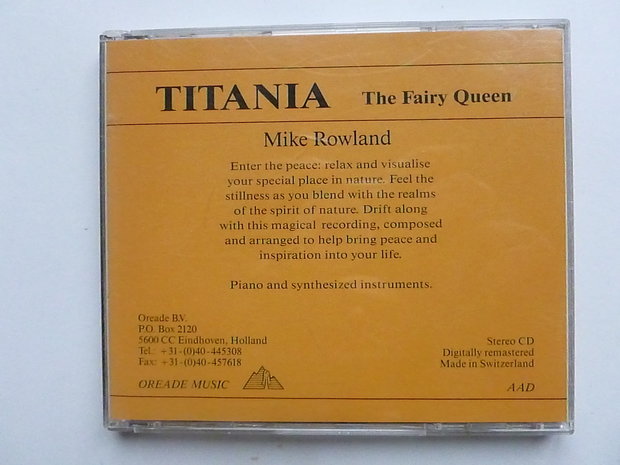 TITANIA The Fairy Queen
Mike Rowland
Enter the peace: relax and visualise
your special place in nature. Feel the
stillness as you blend with the realms
of the spirit of nature. Drift along
with this magical recording, composed
and arranged to help bring peace and
inspiration into your life.
Piano and synthesized instruments.
Oreade B.V.
P.O. Box 2120
5600 CC Eindhoven, Holland
Tel.: +31-(0)40-445308
Fax: +31-(0)40-457618
OREADE MUSIC
Stereo CD
Digitally remastered
Made in Switzerland
AAD